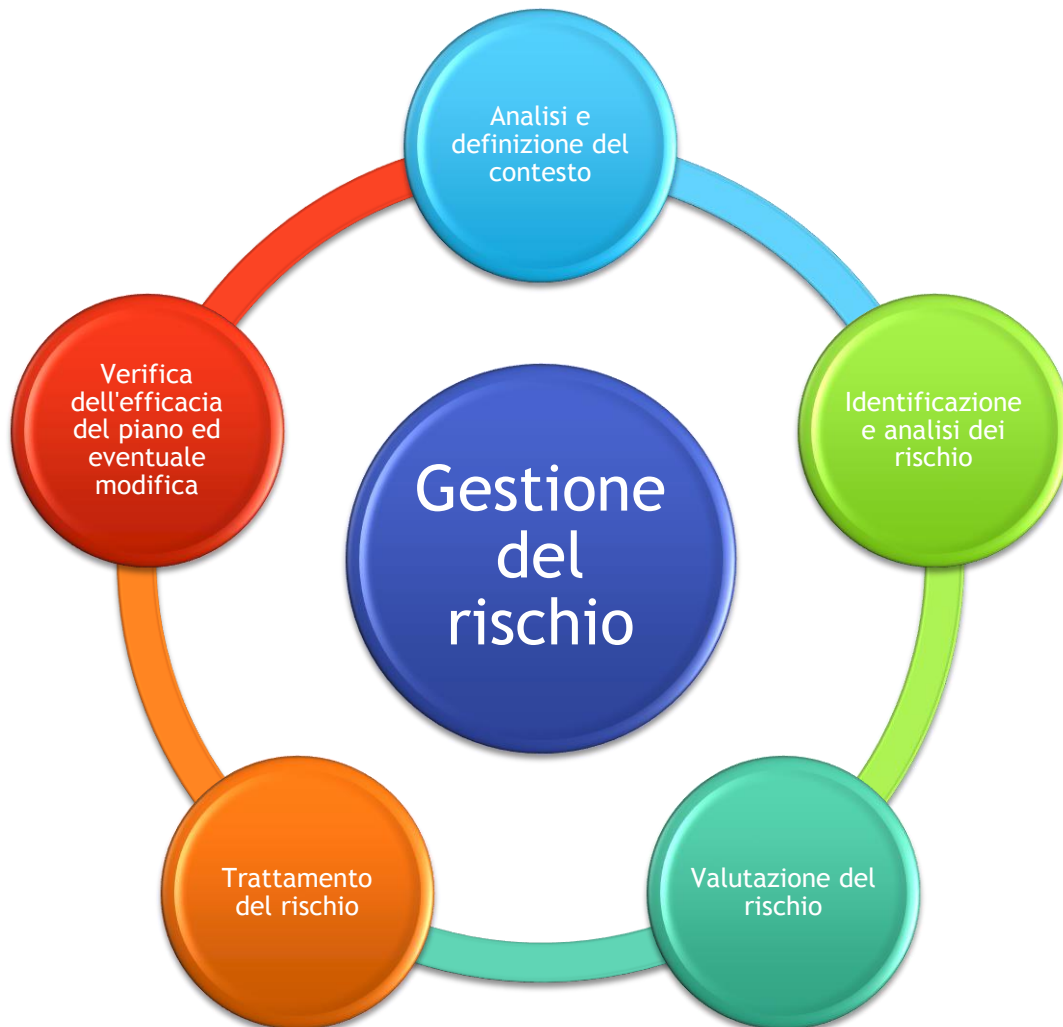 Analisi e
definizione del
contesto
Identificazione
e analisi dei
rischio
Valutazione del
rischio
Trattamento
del rischio
Verifica
dell'efficacia
del piano ed
eventuale
modifica
Gestione
del
rischio